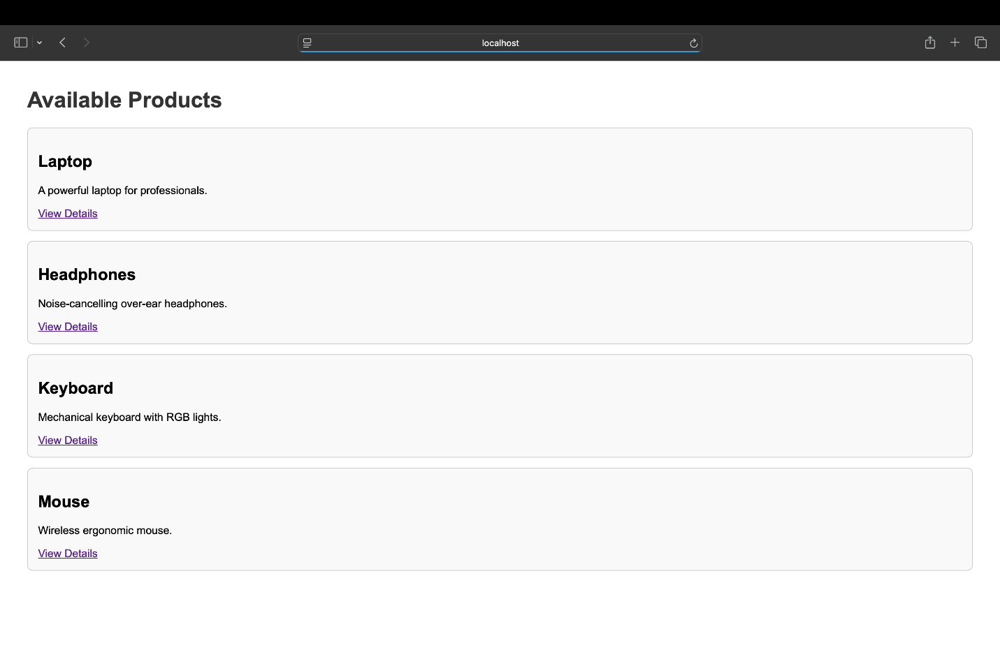 localhost
Available Products
Laptop
A powerful laptop for professionals.
View Details
Headphones
Noise-cancelling over-ear headphones.
View Details
Keyboard
Mechanical keyboard with RGB lights.
View Details
Mouse
Wireless ergonomic mouse.
View Details